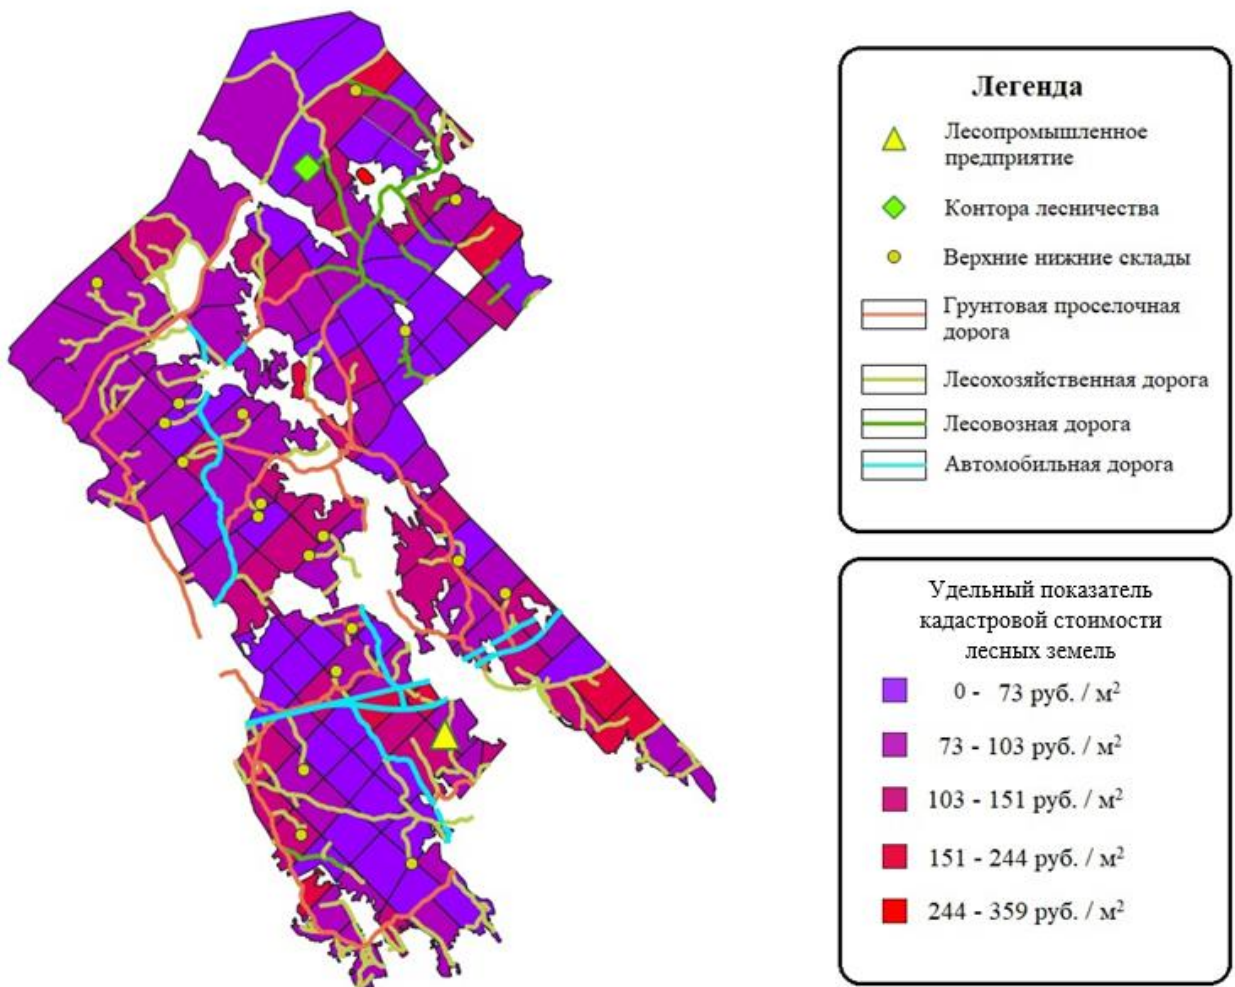 Легенда
Лесопромышленное
предприятие
Контора лесничества
Верхние нижние склады
Грунтовая проселочная
дорога
Лесохозяйственная дорога
Лесовозная дорога
Автомобильная дорога
Удельный показатель
кадастровой стоимости
лесных земель
0 - 73 руб. / м²
73 - 103 руб. / м²
103 - 151 руб. / м²
151 - 244 руб. / м²
244 - 359 руб. / м²